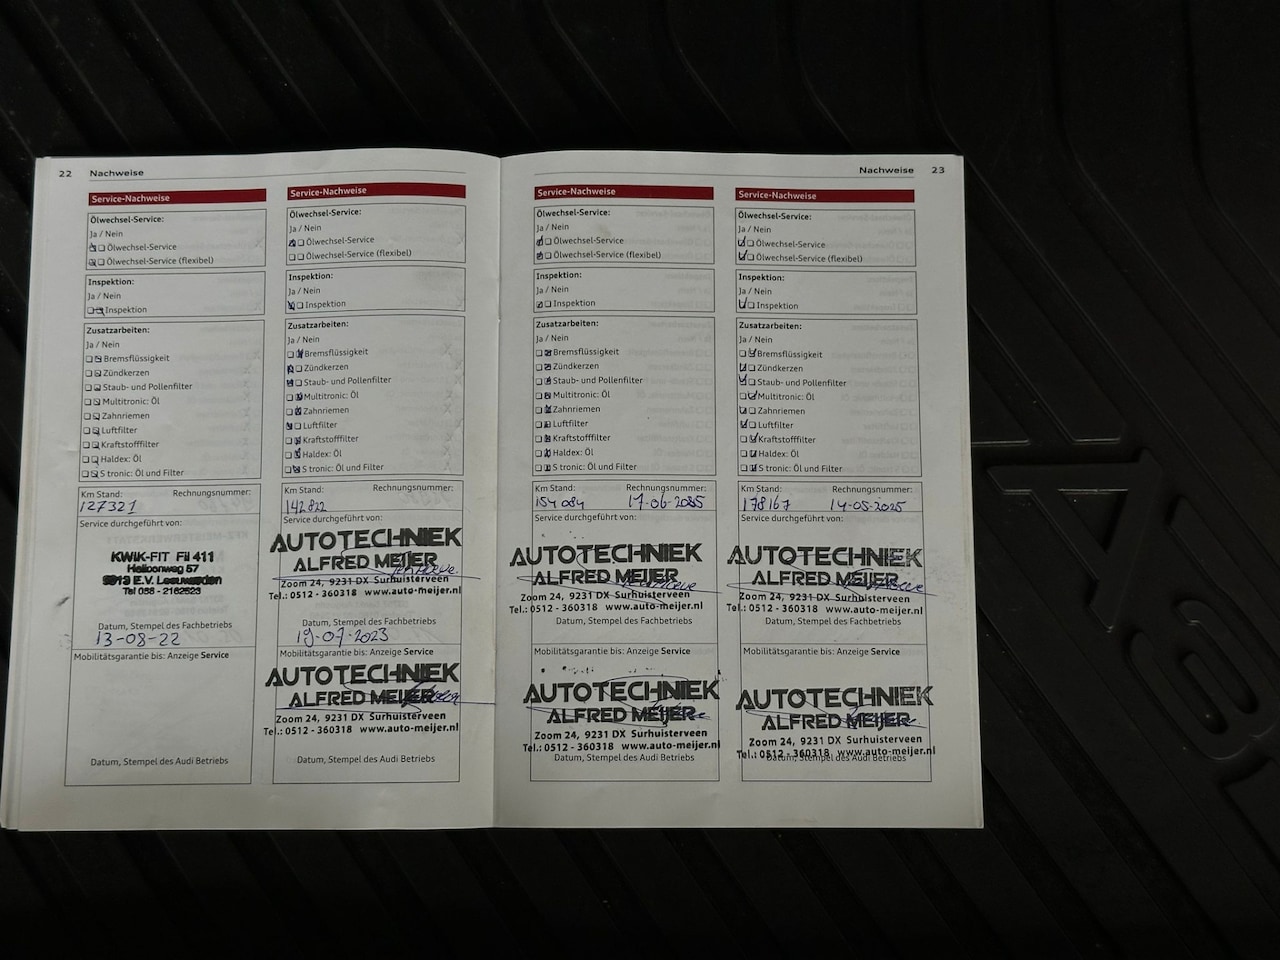 22 Nachweise
Service-Nachweise
Ölwechsel-Service:
Ja / Nein
Ölwechsel-Service
Ölwechsel-Service (flexibel)
Inspektion:
Ja / Nein
Inspektion
Zusatzarbeiten:
Ja / Nein
Bremsflüssigkeit
Zündkerzen
Staub- und Pollenfilter
Multitronic: Öl
Zahnriemen
Luftfilter
Kraftstofffilter
Haldex: Öl
S tronic: Öl und Filter
Km Stand: Rechnungsnummer:
127321
Service durchgeführt von:
KWIK-FIT Fil 411
57
Leeuwarden
Tel 058 - 2162523
Datum, Stempel des Fachbetriebs
13-08-22
Mobilitätsgarantie bis: Anzeige Service
Datum, Stempel des Audi Betriebs
Service-Nachweise
Ölwechsel-Service:
Ja / Nein
Ölwechsel-Service
Ölwechsel-Service (flexibel)
Inspektion:
Ja / Nein
Inspektion
Zusatzarbeiten:
Ja / Nein
Bremsflüssigkeit
Zündkerzen
Staub- und Pollenfilter
Multitronic: Öl
Zahnriemen
Luftfilter
Kraftstofffilter
Haldex: Öl
S tronic: Öl und Filter
Km Stand: Rechnungsnummer:
142822
Service durchgeführt von:
AUTOTECHNIEK
ALFRED MEIJER
Zoom 24, 9231 DX Surhuisterveen
Tel.: 0512 - 360318 www.auto-meijer.nl
Datum, Stempel des Fachbetriebs
19-07-2023
Mobilitätsgarantie bis: Anzeige Service
AUTOTECHNIEK
ALFRED MEIJER
Zoom 24, 9231 DX Surhuisterveen
Tel.: 0512 - 360318 www.auto-meijer.nl
Datum, Stempel des Audi Betriebs
Nachweise 23
Service-Nachweise
Ölwechsel-Service:
Ja / Nein
Ölwechsel-Service
Ölwechsel-Service (flexibel)
Inspektion:
Ja / Nein
Inspektion
Zusatzarbeiten:
Ja / Nein
Bremsflüssigkeit
Zündkerzen
Staub- und Pollenfilter
Multitronic: Öl
Zahnriemen
Luftfilter
Kraftstofffilter
Haldex: Öl
S tronic: Öl und Filter
Km Stand: Rechnungsnummer:
154084
Service durchgeführt von:
AUTOTECHNIEK
ALFRED MEIJER
Zoom 24, 9231 DX Surhuisterveen
Tel.: 0512 - 360318 www.auto-meijer.nl
Datum, Stempel des Fachbetriebs
Mobilitätsgarantie bis: Anzeige Service
AUTOTECHNIEK
ALFRED MEIJER
Zoom 24, 9231 DX Surhuisterveen
Tel.: 0512 - 360318 www.auto-meijer.nl
Datum, Stempel des Audi Betriebs
Service-Nachweise
Ölwechsel-Service:
Ja / Nein
Ölwechsel-Service
Ölwechsel-Service (flexibel)
Inspektion:
Ja / Nein
Inspektion
Zusatzarbeiten:
Ja / Nein
Bremsflüssigkeit
Zündkerzen
Staub- und Pollenfilter
Multitronic: Öl
Zahnriemen
Luftfilter
Kraftstofffilter
Haldex: Öl
S tronic: Öl und Filter
Km Stand: Rechnungsnummer:
178167 14-05-2025
Service durchgeführt von:
AUTOTECHNIEK
ALFRED MEIJER
Zoom 24, 9231 DX Surhuisterveen
Tel.: 0512 - 360318 www.auto-meijer.nl
Datum, Stempel des Fachbetriebs
Mobilitätsgarantie bis: Anzeige Service
AUTOTECHNIEK
ALFRED MEIJER
Zoom 24, 9231 DX Surhuisterveen
Tel.: 0512 - 360318 www.auto-meijer.nl
Datum, Stempel des Audi Betriebs